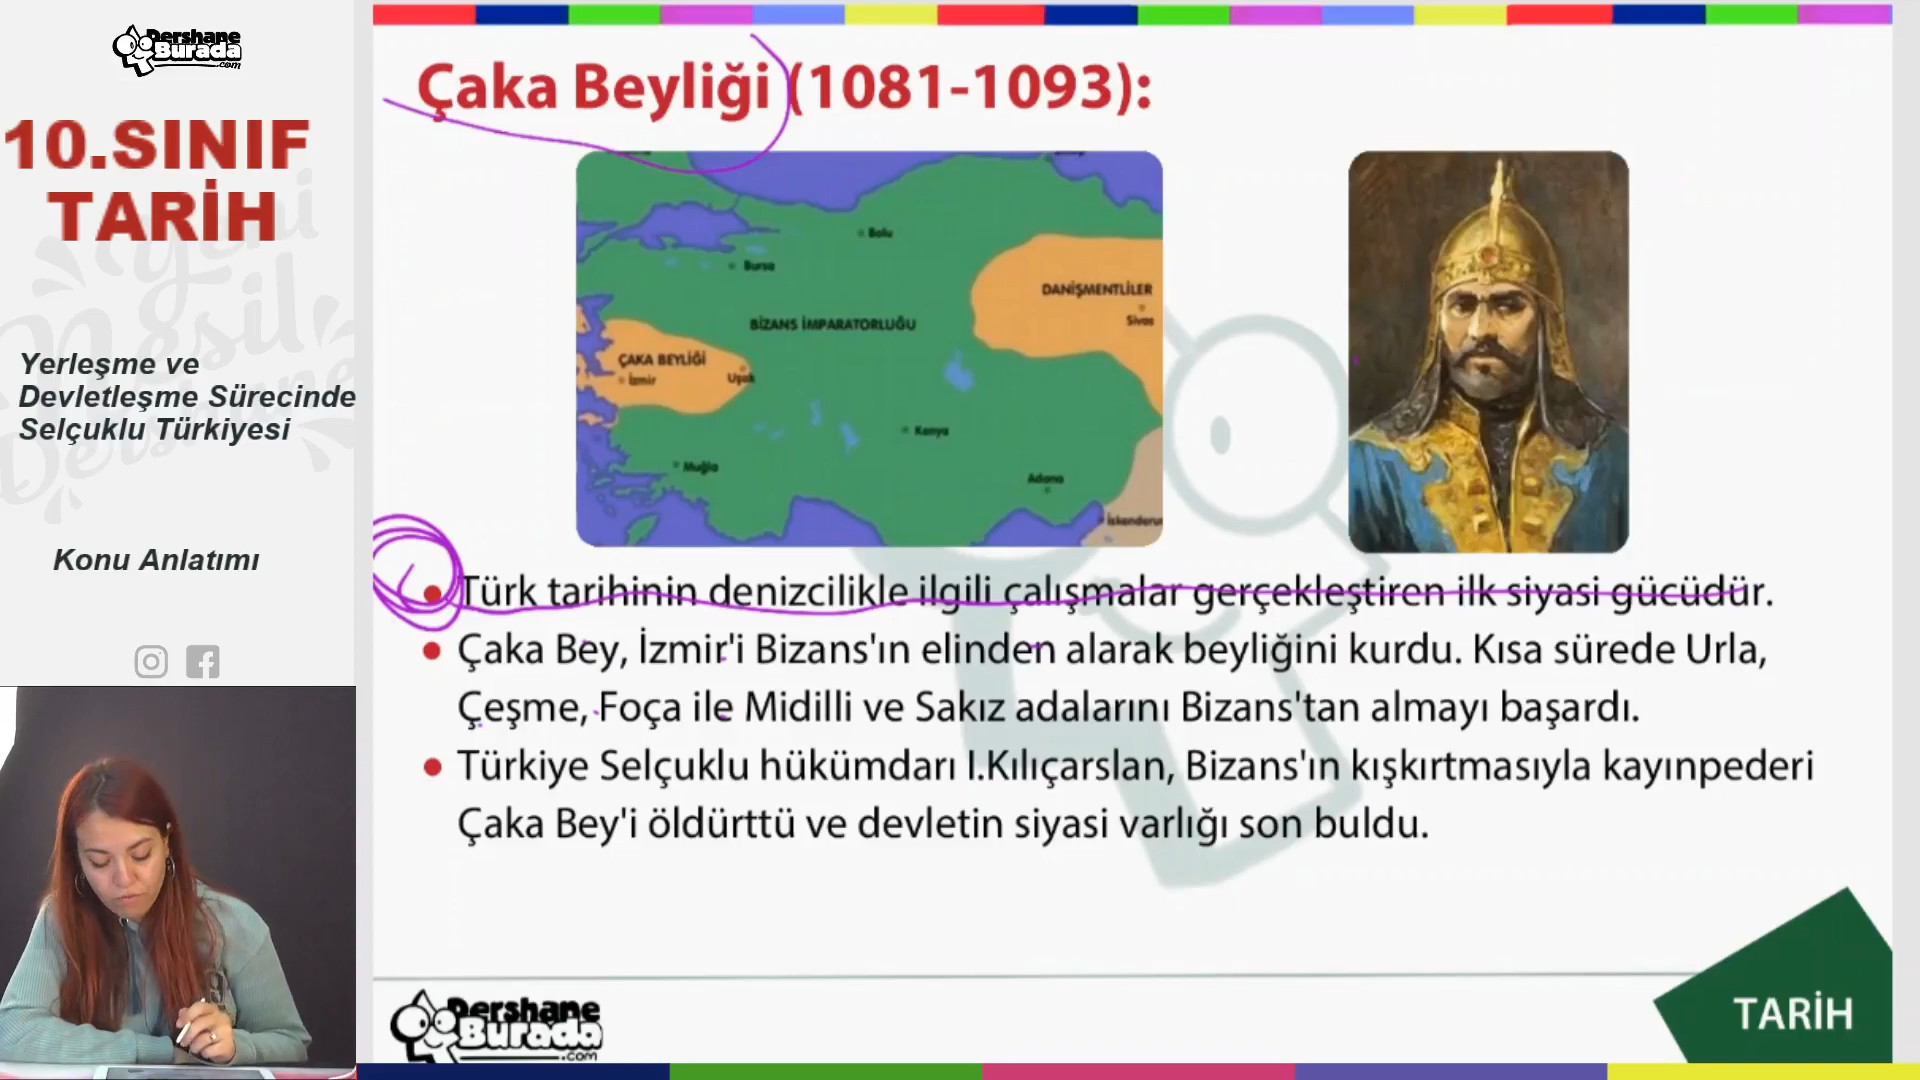 Dershane
Burada
.com
10.SINIF
TARİH
Yeni
Nesil
Dershane
Yerleşme ve
Devletleşme Sürecinde
Selçuklu Türkiyesi
Konu Anlatımı
Çaka Beyliği (1081-1093):
Bolu
Bursa
DANİŞMENTLİLER
Sivas
BİZANS İMPARATORLUĞU
ÇAKA BEYLİĞİ
İzmir
Uşak
Konya
Muğla
Adana
İskenderun
Türk tarihinin denizcilikle ilgili çalışmalar gerçekleştiren ilk siyasi gücüdür.
Çaka Bey, İzmir'i Bizans'ın elinden alarak beyliğini kurdu. Kısa sürede Urla,
Çeşme, Foça ile Midilli ve Sakız adalarını Bizans'tan almayı başardı.
Türkiye Selçuklu hükümdarı I.Kılıçarslan, Bizans'ın kışkırtmasıyla kayınpederi
Çaka Bey'i öldürttü ve devletin siyasi varlığı son buldu.
Dershane
Burada
.com
TARİH